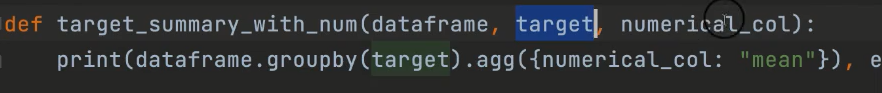 def target_summary_with_num(dataframe, target, numerical_col):
print(dataframe.groupby(target).agg({numerical_col: "mean"}), e